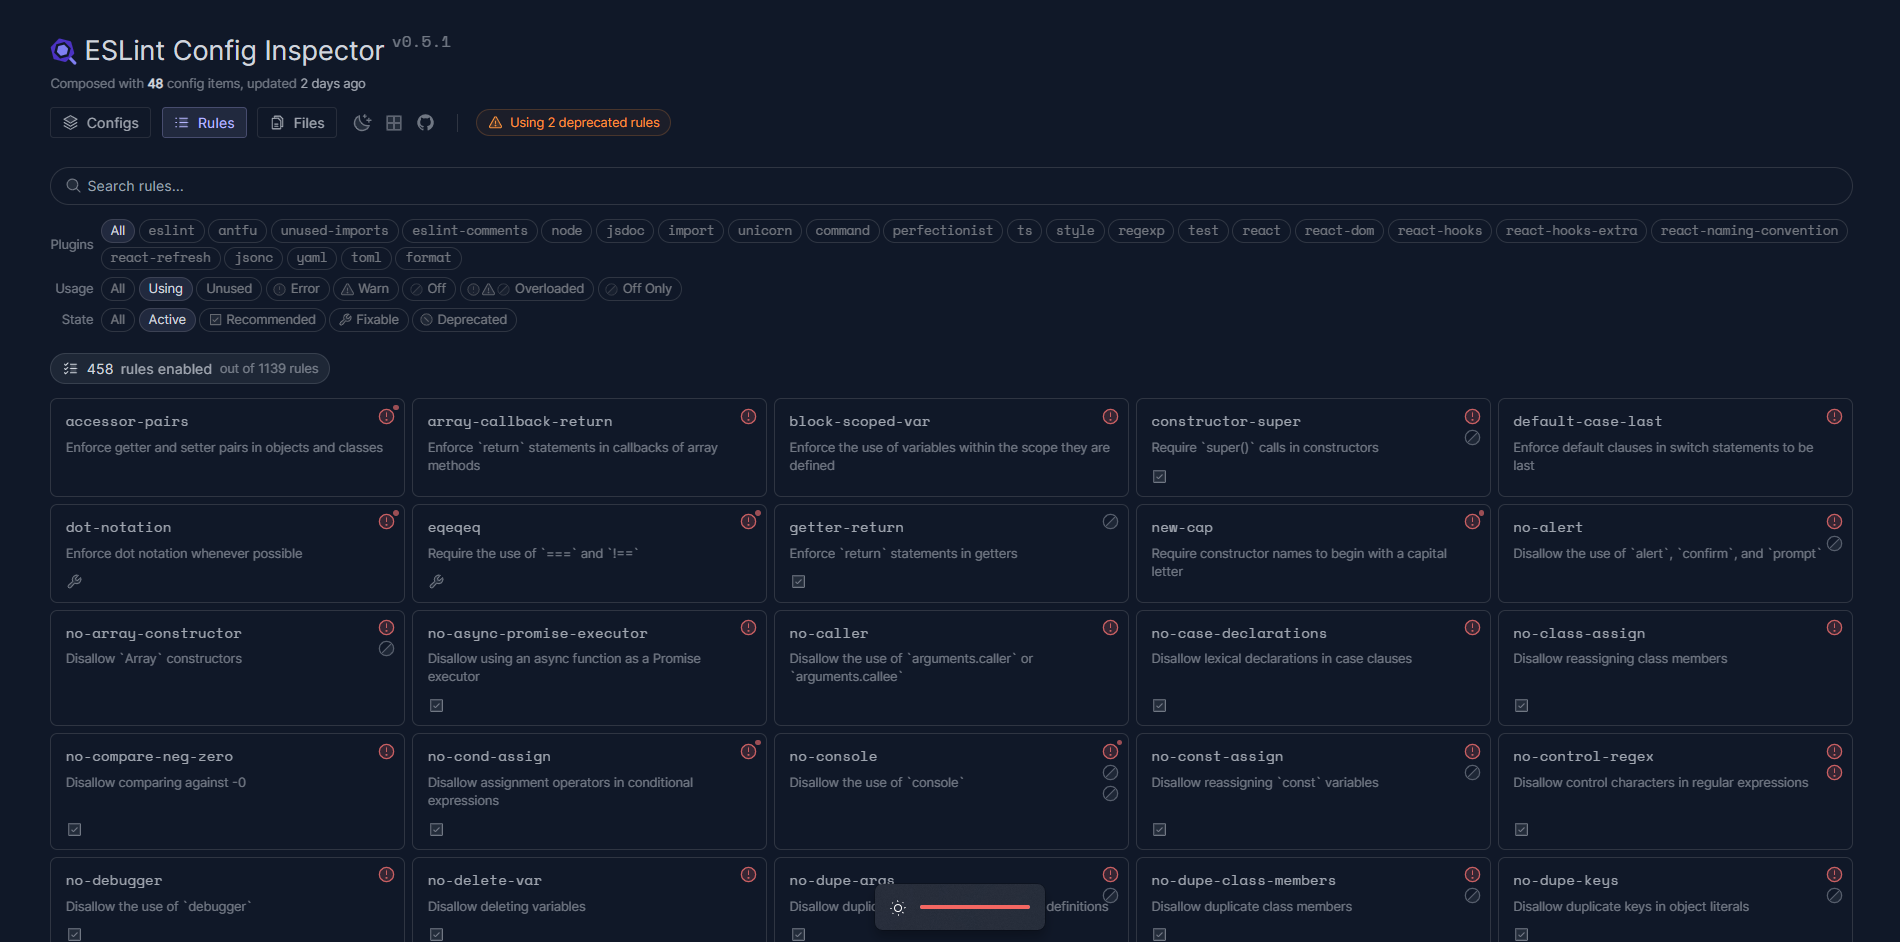 ESLint Config Inspector v0.5.1
Composed with 48 config items, updated 2 days ago
Configs Rules Files Using 2 deprecated rules
Search rules...
Plugins All eslint antfu unused-imports eslint-comments node jsdoc import unicorn command perfectionist ts style regexp test react react-dom react-hooks react-hooks-extra react-naming-convention
react-refresh jsonc yaml toml format
Usage All Using Unused Error Warn Off Overloaded Off Only
State All Active Recommended Fixable Deprecated
458 rules enabled out of 1139 rules
accessor-pairs
Enforce getter and setter pairs in objects and classes
array-callback-return
Enforce `return` statements in callbacks of array
methods
block-scoped-var
Enforce the use of variables within the scope they are
defined
constructor-super
Require `super()` calls in constructors
default-case-last
Enforce default clauses in switch statements to be
last
dot-notation
Enforce dot notation whenever possible
eqeqeq
Require the use of `===` and `!==`
getter-return
Enforce `return` statements in getters
new-cap
Require constructor names to begin with a capital
letter
no-alert
Disallow the use of `alert`, `confirm`, and `prompt`
no-array-constructor
Disallow `Array` constructors
no-async-promise-executor
Disallow using an async function as a Promise
executor
no-caller
Disallow the use of `arguments.caller` or
`arguments.callee`
no-case-declarations
Disallow lexical declarations in case clauses
no-class-assign
Disallow reassigning class members
no-compare-neg-zero
Disallow comparing against -0
no-cond-assign
Disallow assignment operators in conditional
expressions
no-console
Disallow the use of `console`
no-const-assign
Disallow reassigning `const` variables
no-control-regex
Disallow control characters in regular expressions
no-debugger
Disallow the use of `debugger`
no-delete-var
Disallow deleting variables
no-dupe-args
Disallow definitions
no-dupe-class-members
Disallow duplicate class members
no-dupe-keys
Disallow duplicate keys in object literals